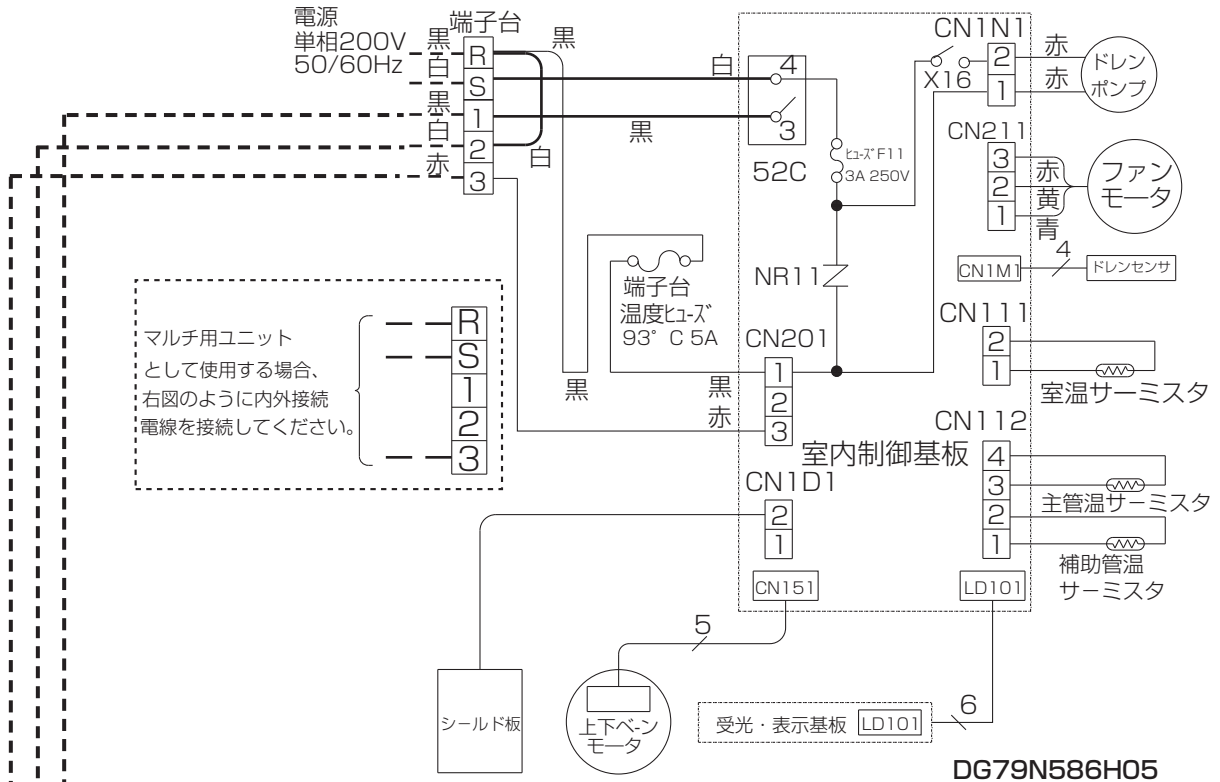 電源
単相200V
50/60Hz
端子台
黒
白
黒
白
赤
R
S
1
2
3
黒
白
黒
白
4
3
52C
ヒューズF11
3A 250V
NR11
CN1N1
X16
2
1
赤
赤
ドレン
ポンプ
CN211
3
2
1
赤
黄
青
ファン
モータ
CN1M1
4
ドレンセンサ
CN111
2
1
室温サーミスタ
端子台
温度ヒューズ
93°C 5A
黒
CN201
1
2
3
黒
赤
マルチ用ユニット
として使用する場合、
右図のように内外接続
電線を接続してください。
R
S
1
2
3
室内制御基板
CN112
4
3
2
1
主管温サーミスタ
補助管温
サーミスタ
CN1D1
2
1
CN151
LD101
5
6
シールド板
上下ベーン
モータ
受光・表示基板
LD101
DG79N586H05